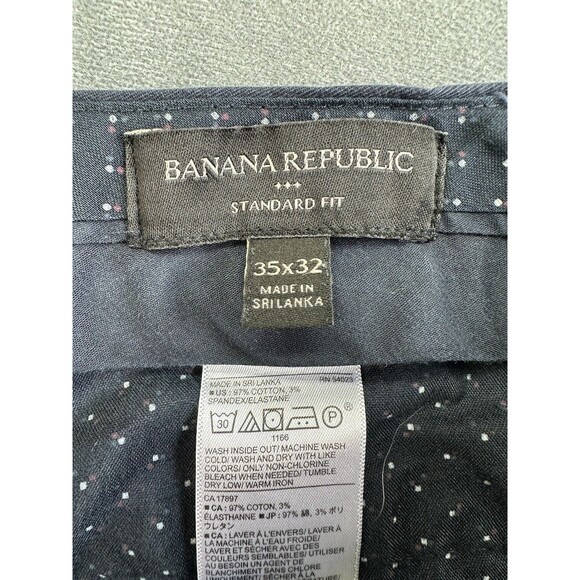 BANANA REPUBLIC
STANDARD FIT
35x32
MADE IN
SRI LANKA
MADE IN SRI LANKA RN 54023
■ US: 97% COTTON, 3%
SPANDEX/ELASTANE
30 P ®
1166
WASH INSIDE OUT/ MACHINE WASH
COLD/ WASH AND DRY WITH LIKE
COLORS/ ONLY NON-CHLORINE
BLEACH WHEN NEEDED/ TUMBLE
DRY LOW/ WARM IRON
CA 17897
■ CA: 97% COTON, 3%
ÉLASTHANNE ■ JP: 97% 綿, 3% ポリ
ウレタン
■ CA: LAVER À L'ENVERS/ LAVER À
LA MACHINE À L'EAU FROIDE/
LAVER ET SÉCHER AVEC DES
COULEURS SEMBLABLES/ UTILISER
AU BESOIN UN AGENT DE
BLANCHIMENT SANS CHLORE